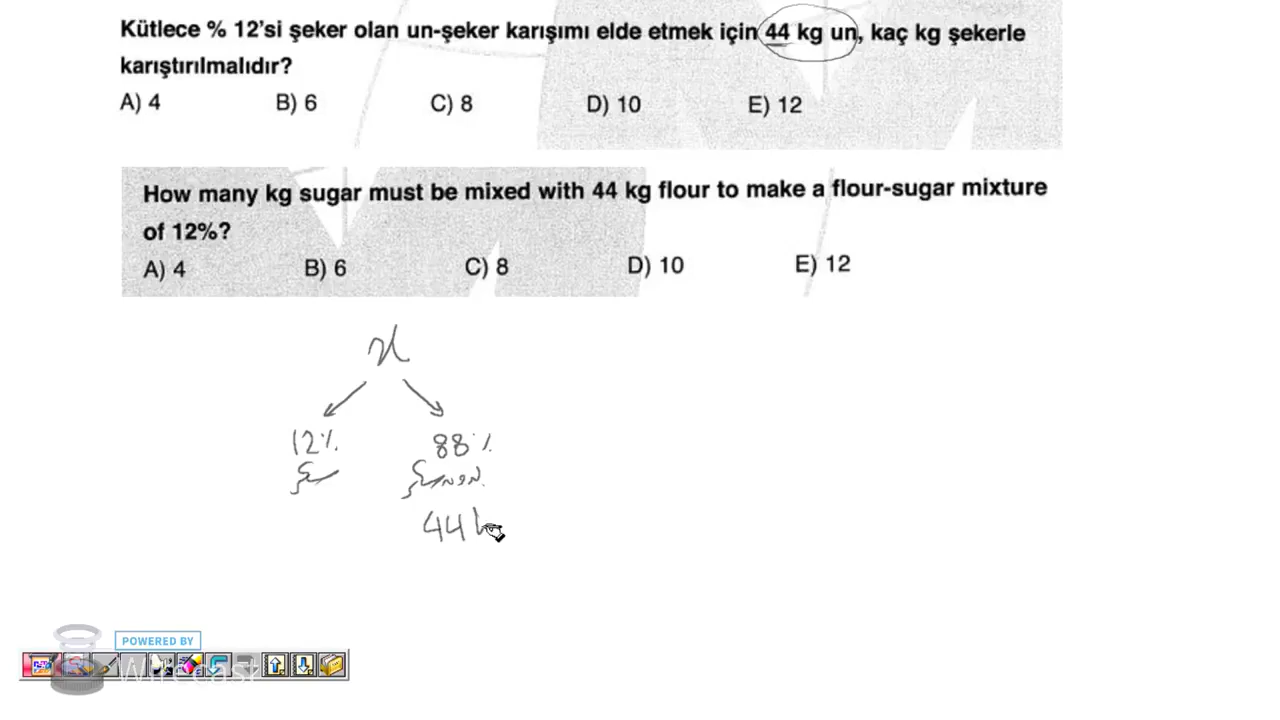 Kütlece % 12'si şeker olan un-şeker karışımı elde etmek için 44 kg un, kaç kg şekerle
karıştırılmalıdır?
A) 4 B) 6 C) 8 D) 10 E) 12
How many kg sugar must be mixed with 44 kg flour to make a flour-sugar mixture
of 12%?
A) 4 B) 6 C) 8 D) 10 E) 12
x
12% 88%
44 k
POWERED BY
Wirecast